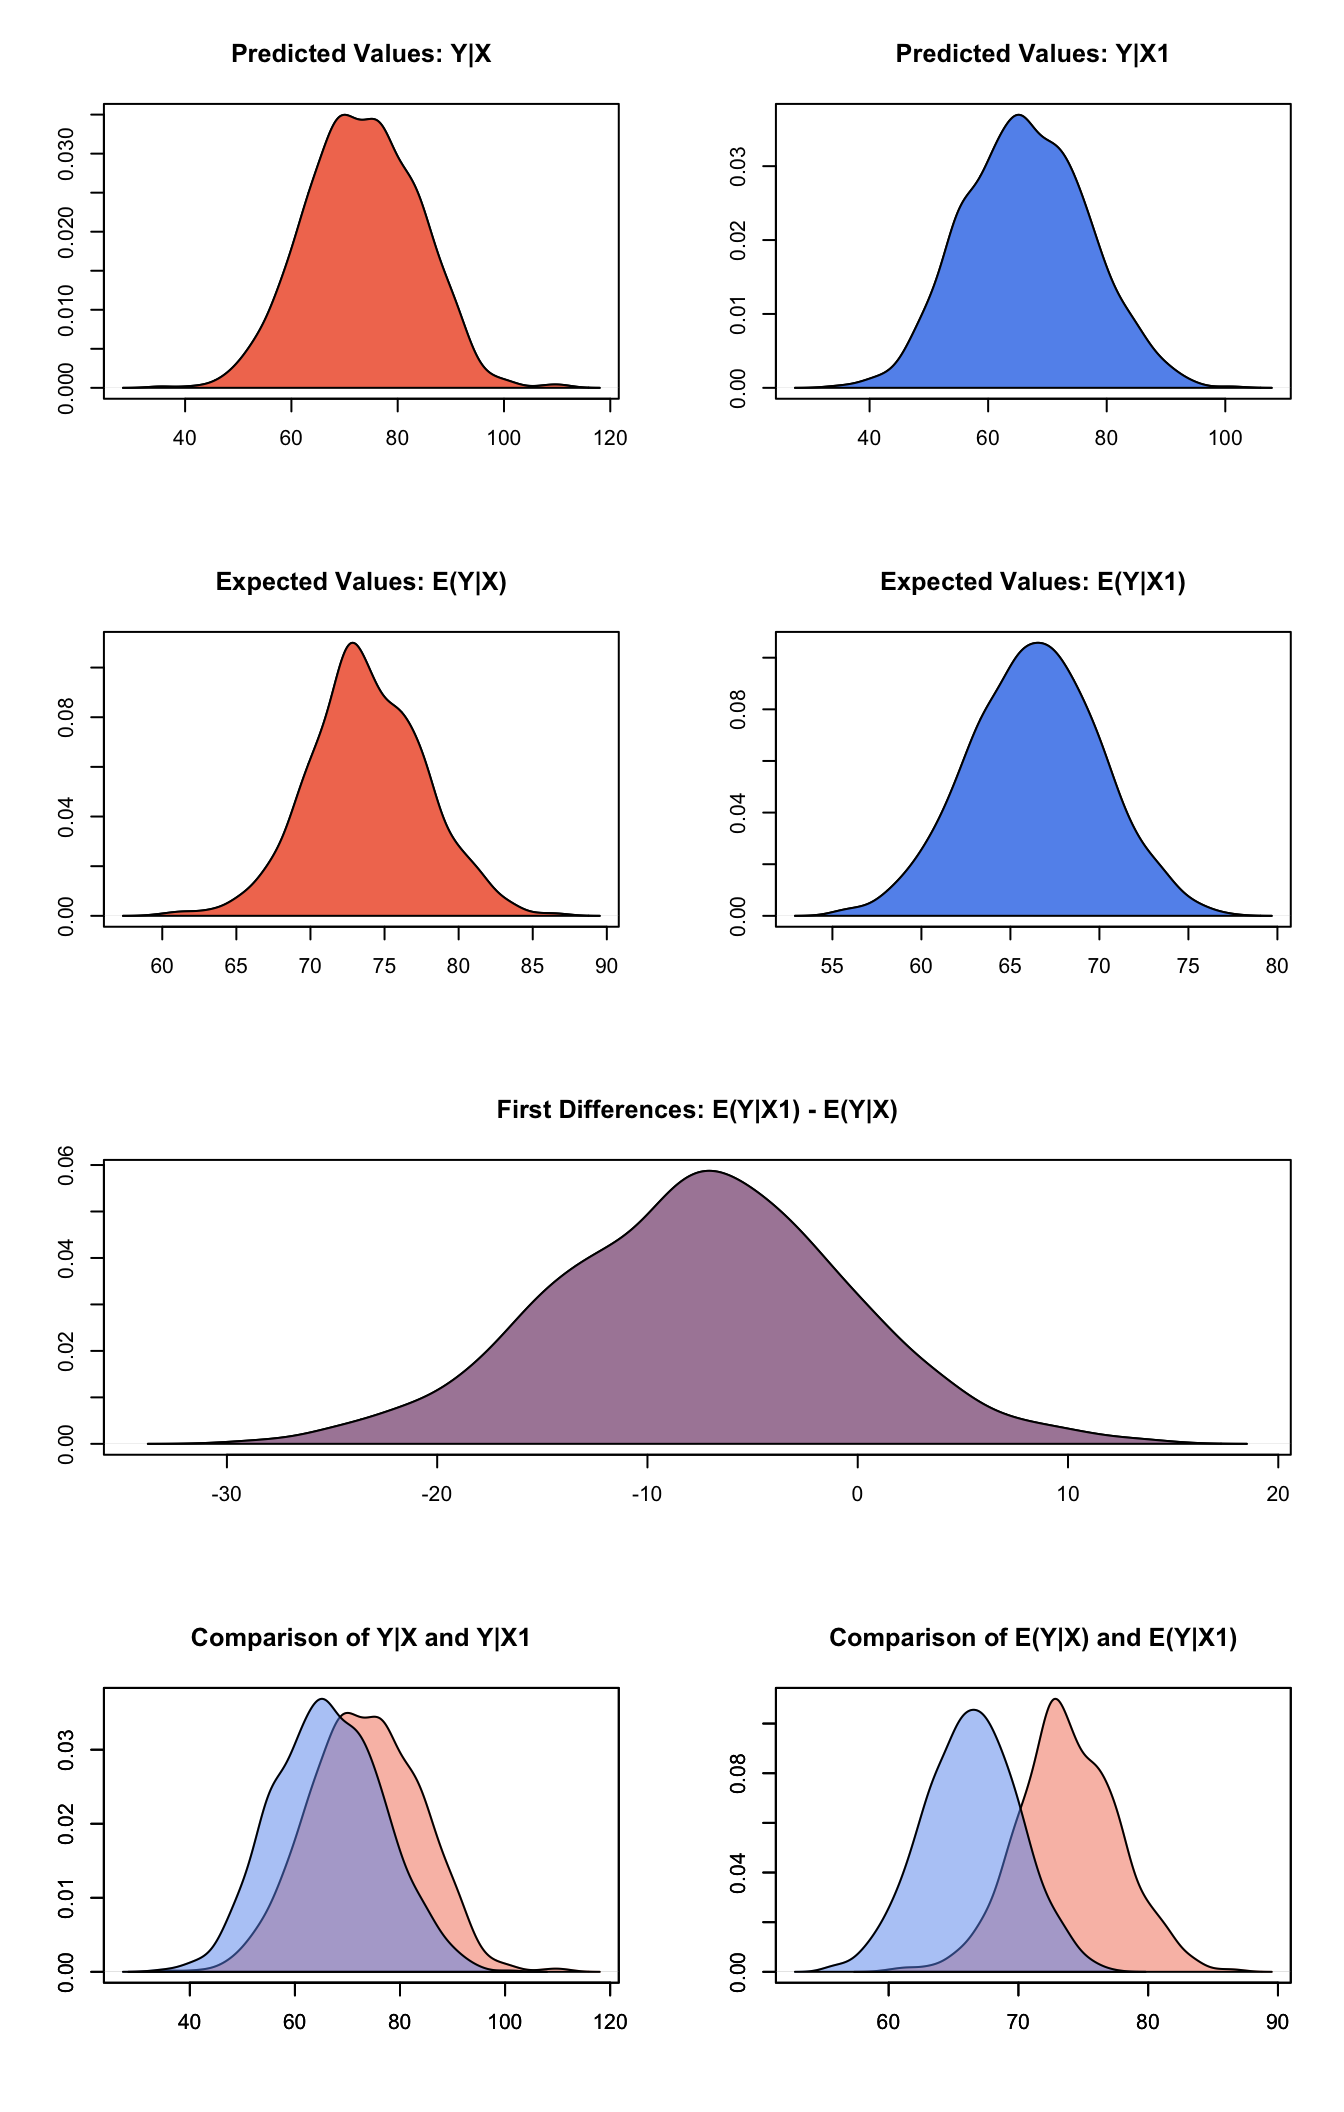 Predicted Values: Y|X
0.000 0.010 0.020 0.030
40 60 80 100 120
Predicted Values: Y|X1
0.00 0.01 0.02 0.03
40 60 80 100
Expected Values: E(Y|X)
0.00 0.04 0.08
60 65 70 75 80 85 90
Expected Values: E(Y|X1)
0.00 0.04 0.08
55 60 65 70 75 80
First Differences: E(Y|X1) - E(Y|X)
0.00 0.02 0.04 0.06
-30 -20 -10 0 10 20
Comparison of Y|X and Y|X1
0.00 0.01 0.02 0.03
40 60 80 100 120
Comparison of E(Y|X) and E(Y|X1)
0.00 0.04 0.08
60 70 80 90